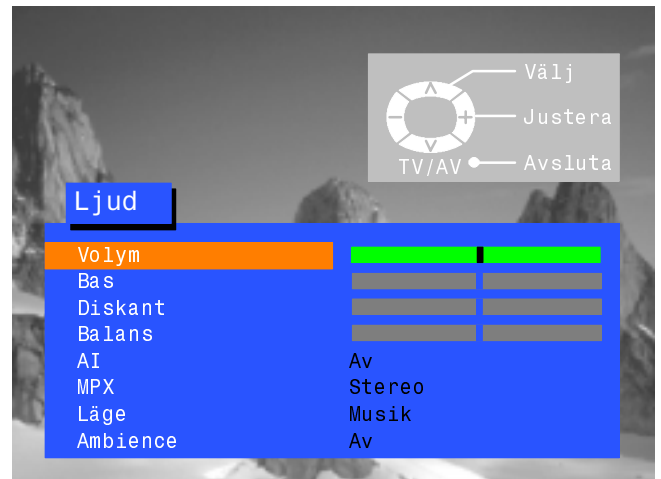 Välj
Justera
TV/AV Avsluta
Ljud
Volym
Bas
Diskant
Balans
AI Av
MPX Stereo
Läge Musik
Ambience Av